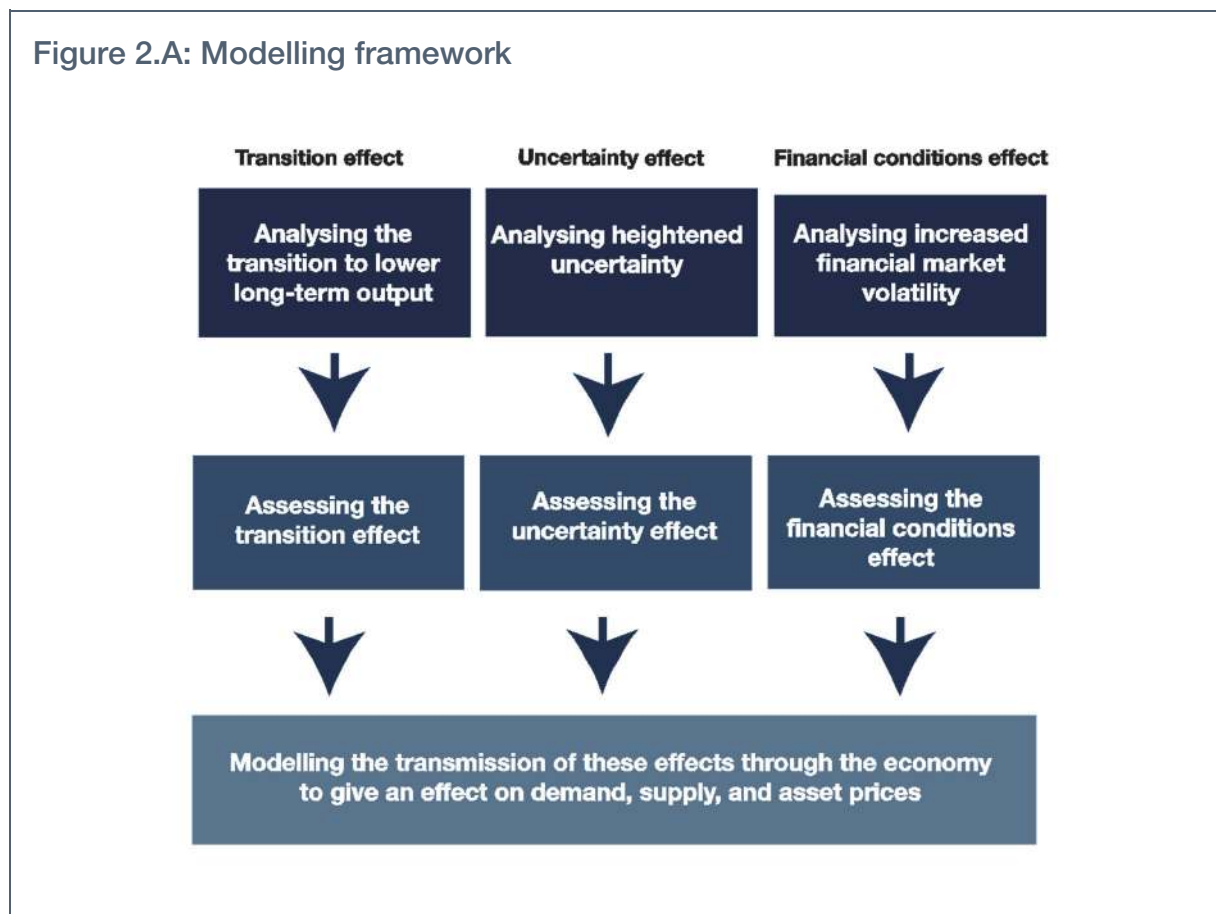 Figure 2.A: Modelling framework
Transition effect
Uncertainty effect
Financial conditions effect
Analysing the
transition to lower
long-term output
Analysing heightened
uncertainty
Analysing increased
financial market
volatility
Assessing the
transition effect
Assessing the
uncertainty effect
Assessing the
financial conditions
effect
Modelling the transmission of these effects through the economy
to give an effect on demand, supply, and asset prices